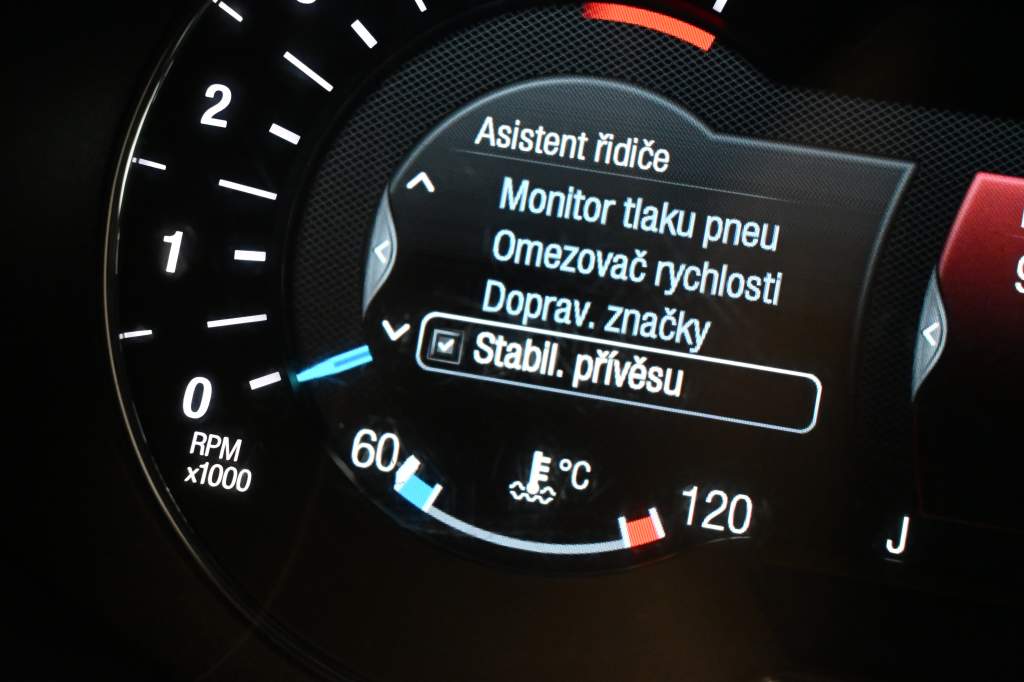 2
1
0
RPM
x1000
Asistent řidiče
Monitor tlaku pneu
Omezovač rychlosti
Doprav. značky
Stabil. přívěsu
60
°C
120
J